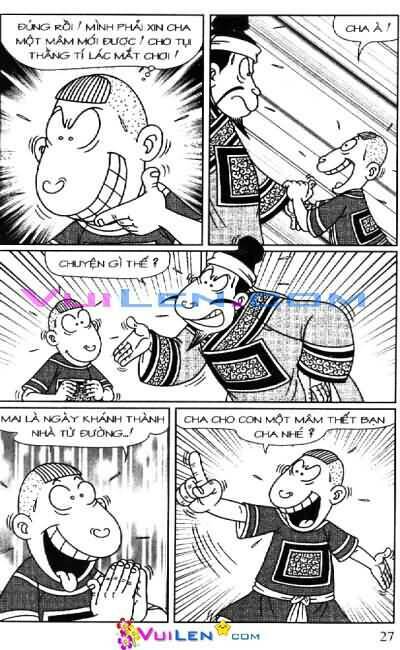 ĐÚNG RỒI! MÌNH PHẢI XIN CHA
MỘT MÂM MỚI ĐƯỢC! CHO TỤI
THẰNG TÍ LÁC MẮT CHƠI!
CHA À!
CHUYỆN GÌ THẾ?
VuiLen.com
MAI LÀ NGÀY KHÁNH THÀNH
NHÀ TỪ ĐƯỜNG..!
CHA CHO CON MỘT MÂM THẾT BẠN
CHA NHÉ?
27
VuiLen.com